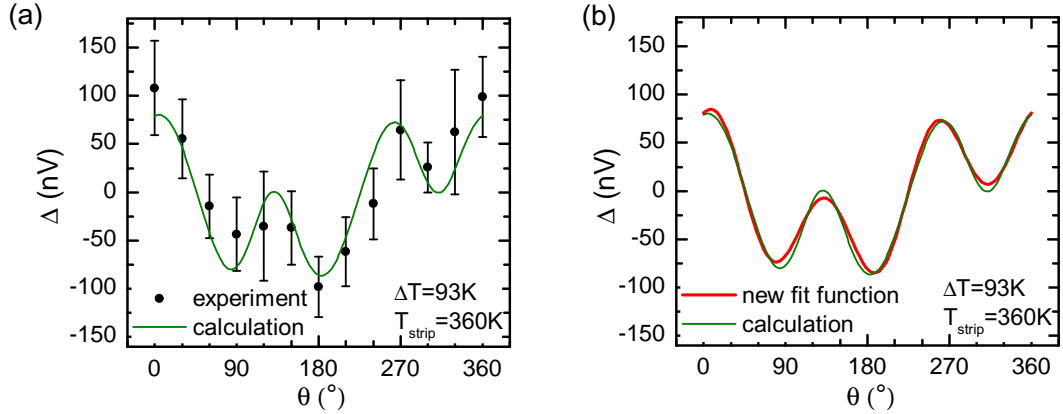 (a)
150
100
50
0
-50
-100
-150
Δ (nV)
experiment
calculation
ΔT=93K
T_strip=360K
0 90 180 270 360
θ (°)
(b)
150
100
50
0
-50
-100
-150
Δ (nV)
new fit function
calculation
ΔT=93K
T_strip=360K
0 90 180 270 360
θ (°)